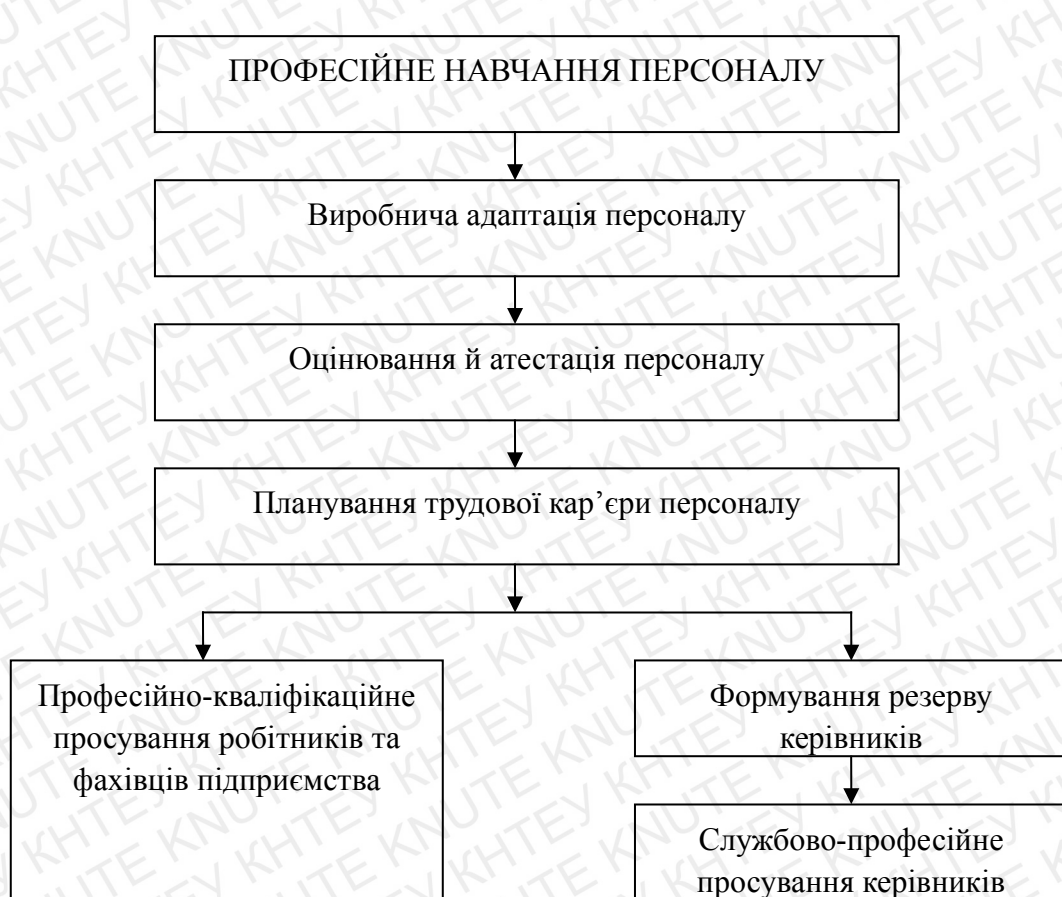 ПРОФЕСІЙНЕ НАВЧАННЯ ПЕРСОНАЛУ
Виробнича адаптація персоналу
Оцінювання й атестація персоналу
Планування трудової кар’єри персоналу
Професійно-кваліфікаційне
просування робітників та
фахівців підприємства
Формування резерву
керівників
Службово-професійне
просування керівників